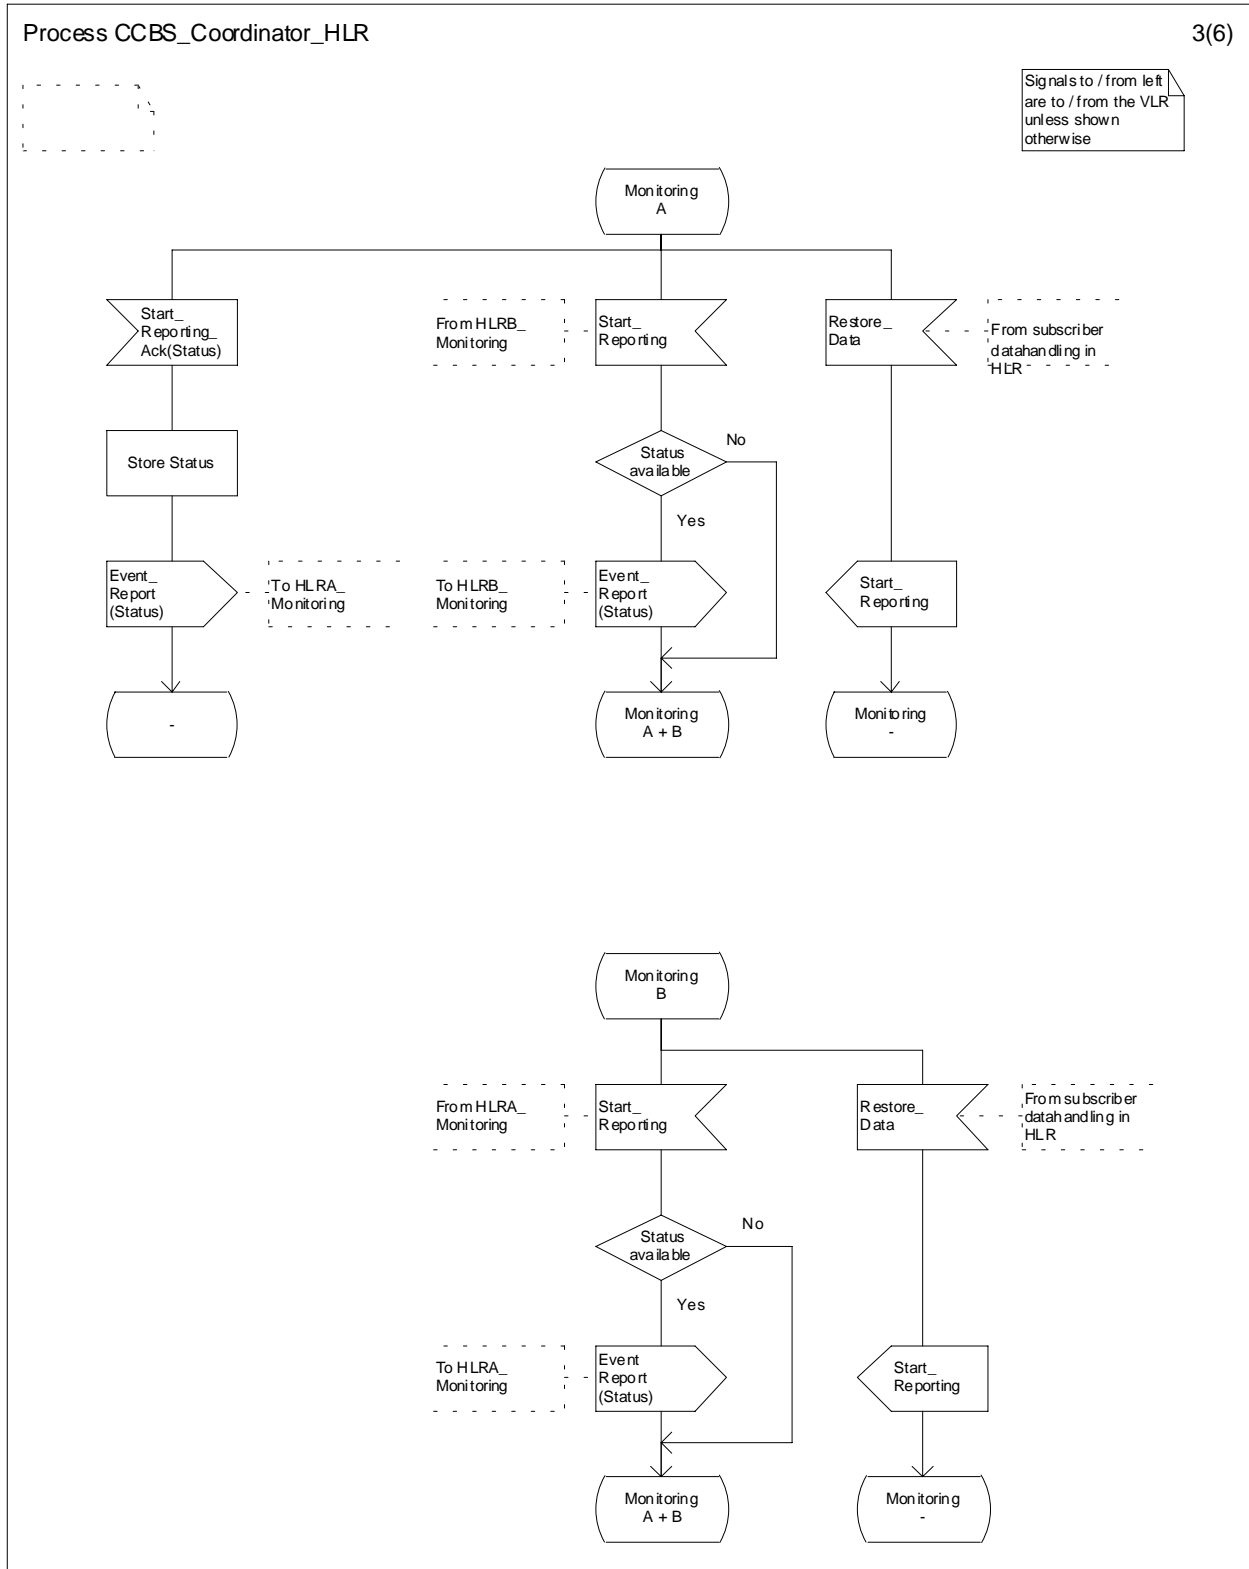 Process CCBS_Coordinator_HLR
3(6)
Signals to / from left
are to / from the VLR
unless shown
otherwise
Monitoring
A
Start_
Reporting_
Ack(Status)
From HLRB_
Monitoring
Start_
Reporting
Restore_
Data
From subscriber
datahandling in
HLR
Store Status
Status
available
No
Yes
Event_
Report
(Status)
To HLRA_
Monitoring
To HLRB_
Monitoring
Event_
Report
(Status)
Start_
Reporting
-
Monitoring
A + B
Monitoring
-
Monitoring
B
From HLRA_
Monitoring
Start_
Reporting
Restore_
Data
From subscriber
datahandling in
HLR
Status
available
No
Yes
To HLRA_
Monitoring
Event
Report
(Status)
Start_
Reporting
Monitoring
A + B
Monitoring
-